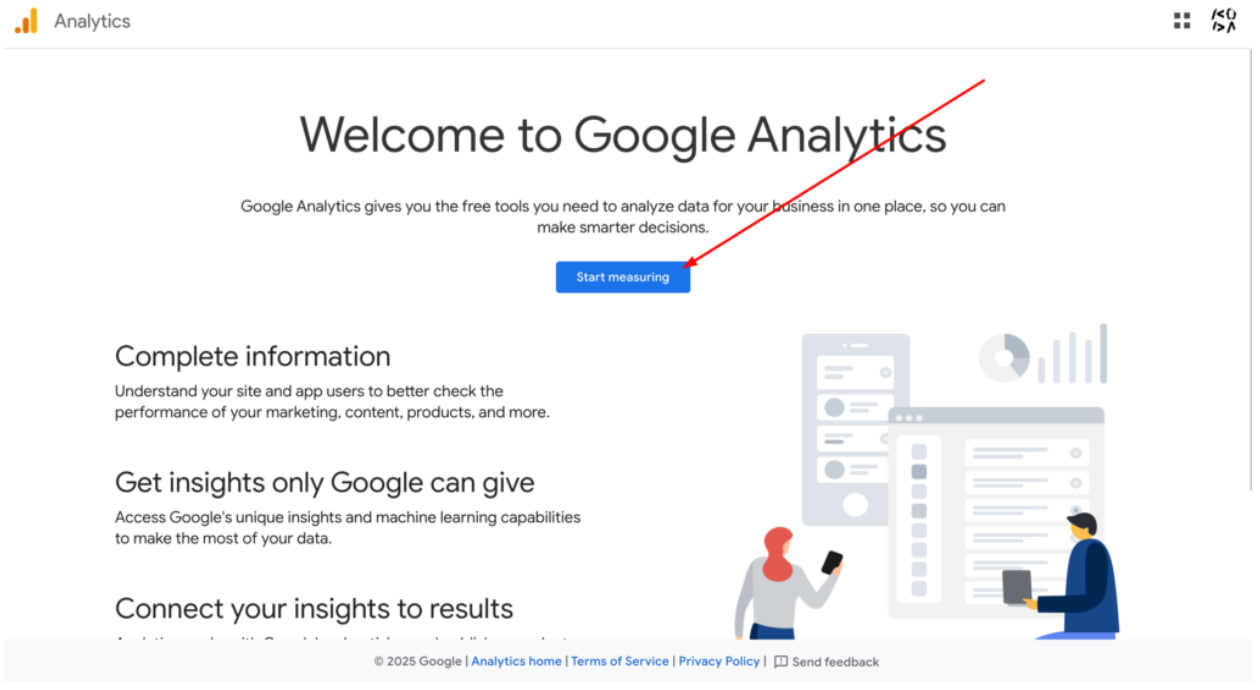 Analytics
Welcome to Google Analytics
Google Analytics gives you the free tools you need to analyze data for your business in one place, so you can
make smarter decisions.
Start measuring
Complete information
Understand your site and app users to better check the
performance of your marketing, content, products, and more.
Get insights only Google can give
Access Google's unique insights and machine learning capabilities
to make the most of your data.
Connect your insights to results
© 2025 Google | Analytics home | Terms of Service | Privacy Policy | Send feedback